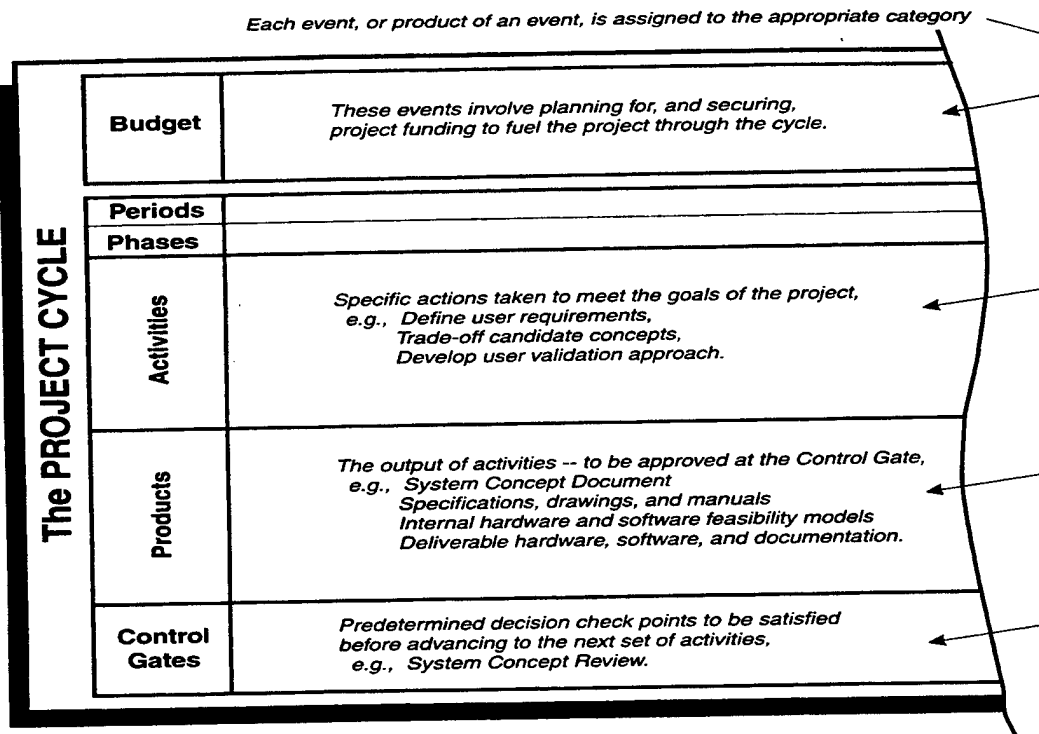 Each event, or product of an event, is assigned to the appropriate category
The PROJECT CYCLE
Budget
These events involve planning for, and securing,
project funding to fuel the project through the cycle.
Periods
Phases
Activities
Specific actions taken to meet the goals of the project,
e.g., Define user requirements,
Trade-off candidate concepts,
Develop user validation approach.
Products
The output of activities -- to be approved at the Control Gate,
e.g., System Concept Document
Specifications, drawings, and manuals
Internal hardware and software feasibility models
Deliverable hardware, software, and documentation.
Control
Gates
Predetermined decision check points to be satisfied
before advancing to the next set of activities,
e.g., System Concept Review.